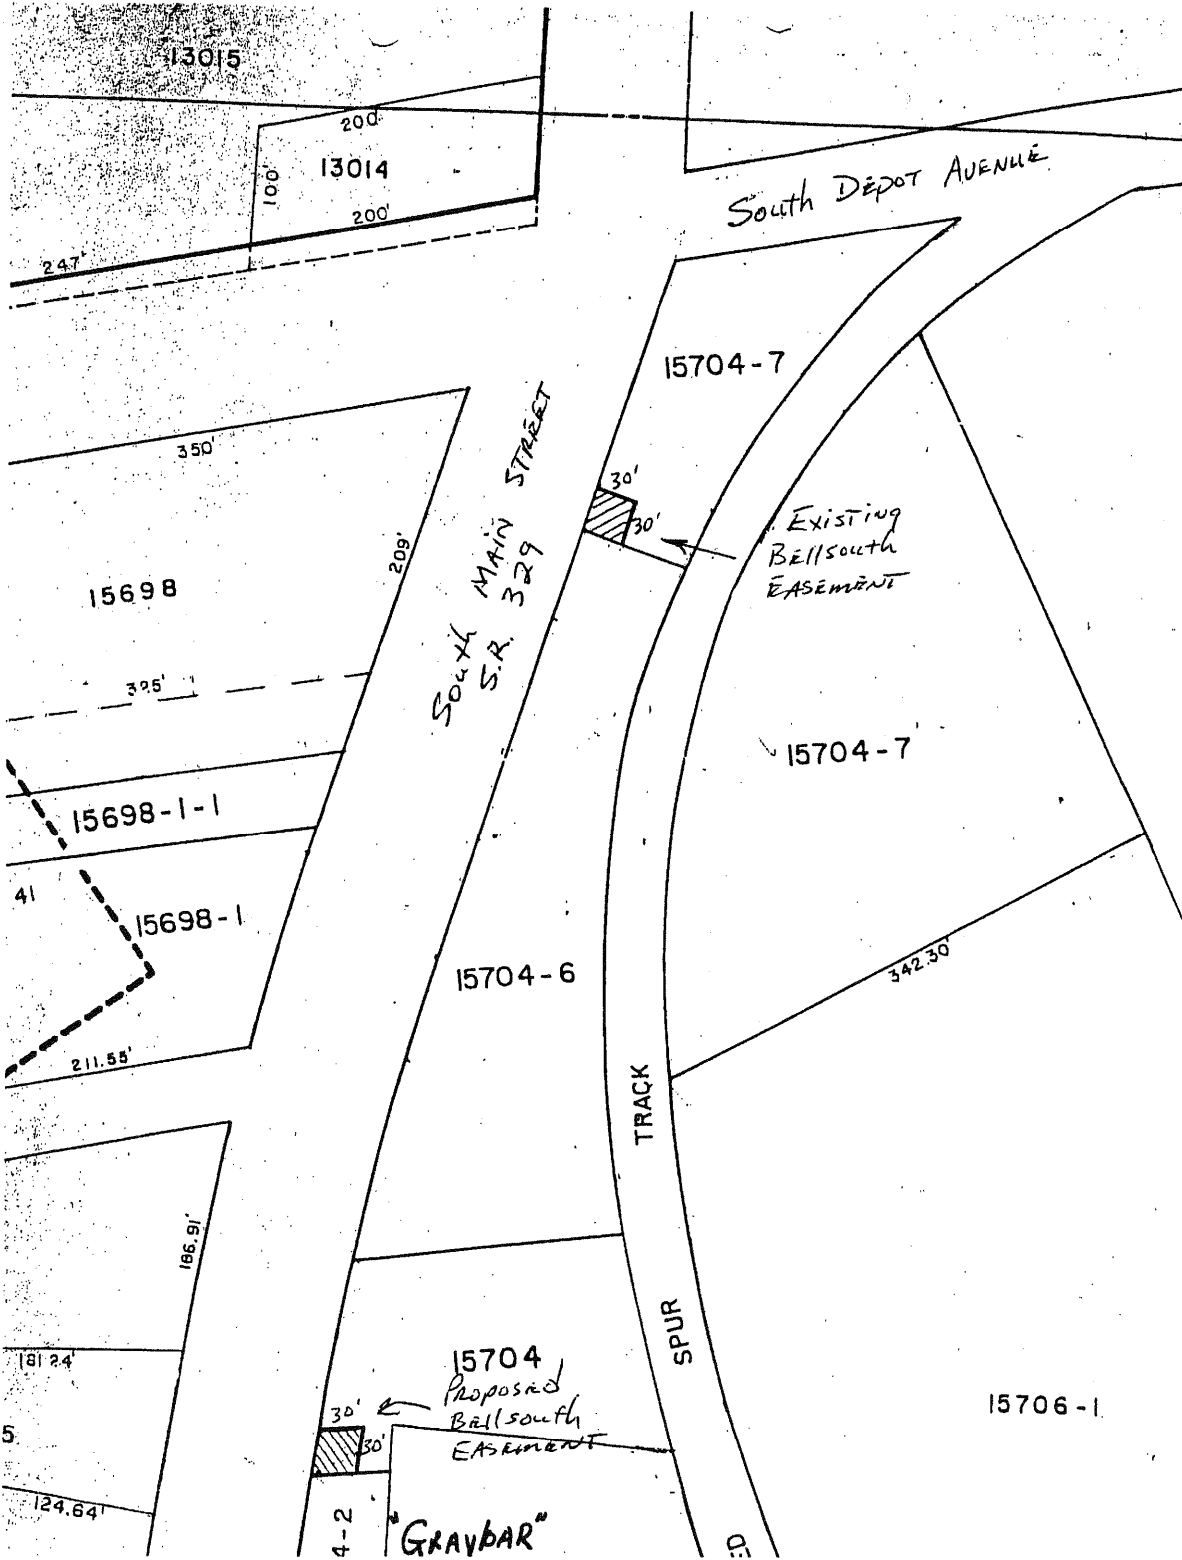 13015
200'
13014
100'
200'
247'
South DEPOT AVENUE
15704-7
350'
South MAIN STREET
S.R. 329
30'
30'
Existing
Bellsouth
EASEMENT
209'
15698
325'
15704-7
15698-1-1
41
15698-1
15704-6
342.30'
211.55'
TRACK
186.91'
SPUR
181.24'
15704
Proposed
Bellsouth
EASEMENT
30'
30'
15706-1
5
124.64'
4-2
"GRAYBAR"
ED